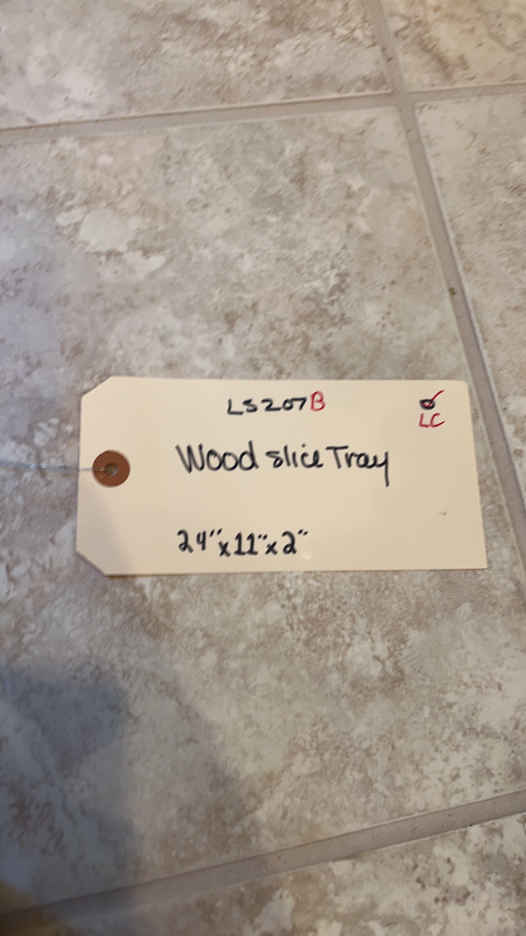 LS207B
LC
Wood slice Tray
24"x11"x2"